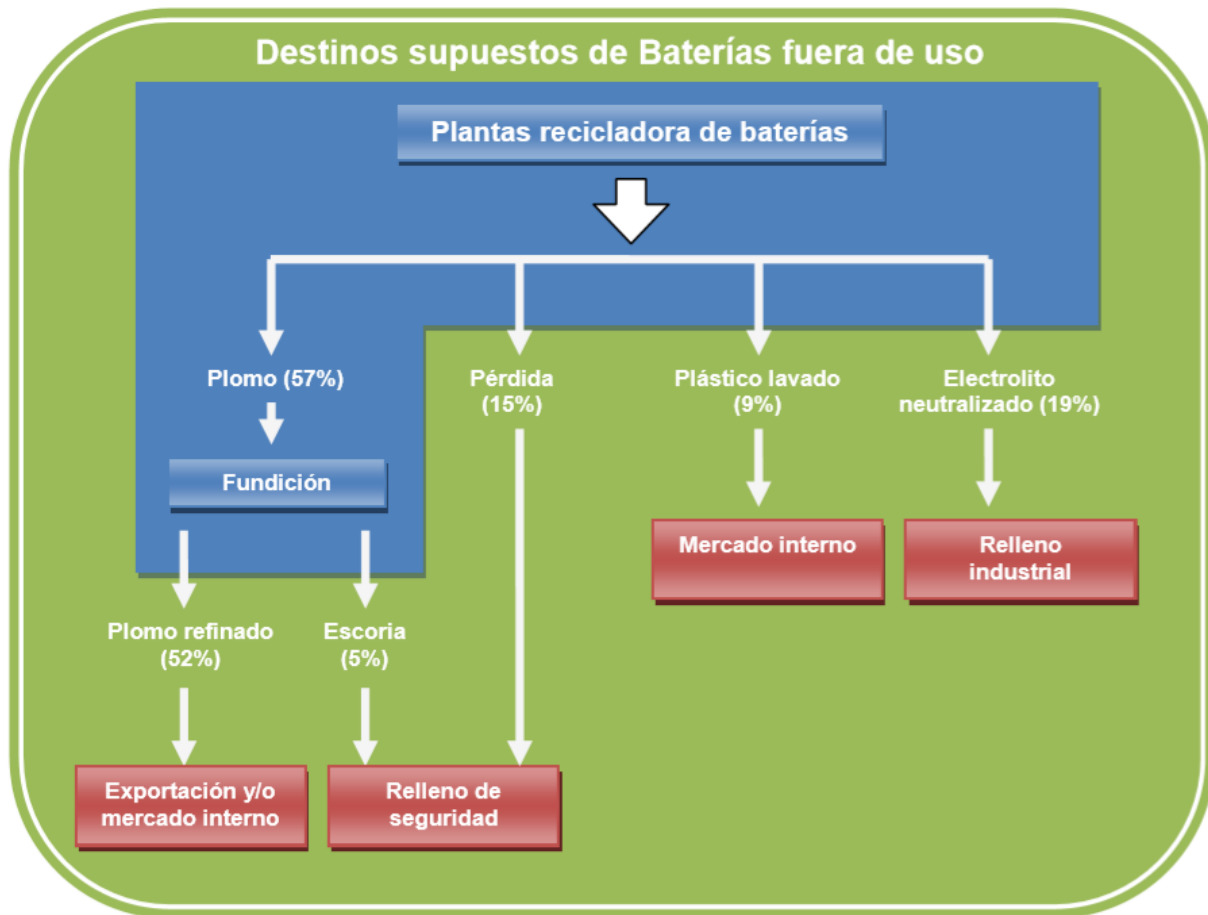 Destinos supuestos de Baterías fuera de uso
Plantas recicladora de baterías
Plomo (57%)
Pérdida
(15%)
Plástico lavado
(9%)
Electrolito
neutralizado (19%)
Fundición
Mercado interno
Relleno
industrial
Plomo refinado
(52%)
Escoria
(5%)
Exportación y/o
mercado interno
Relleno de
seguridad